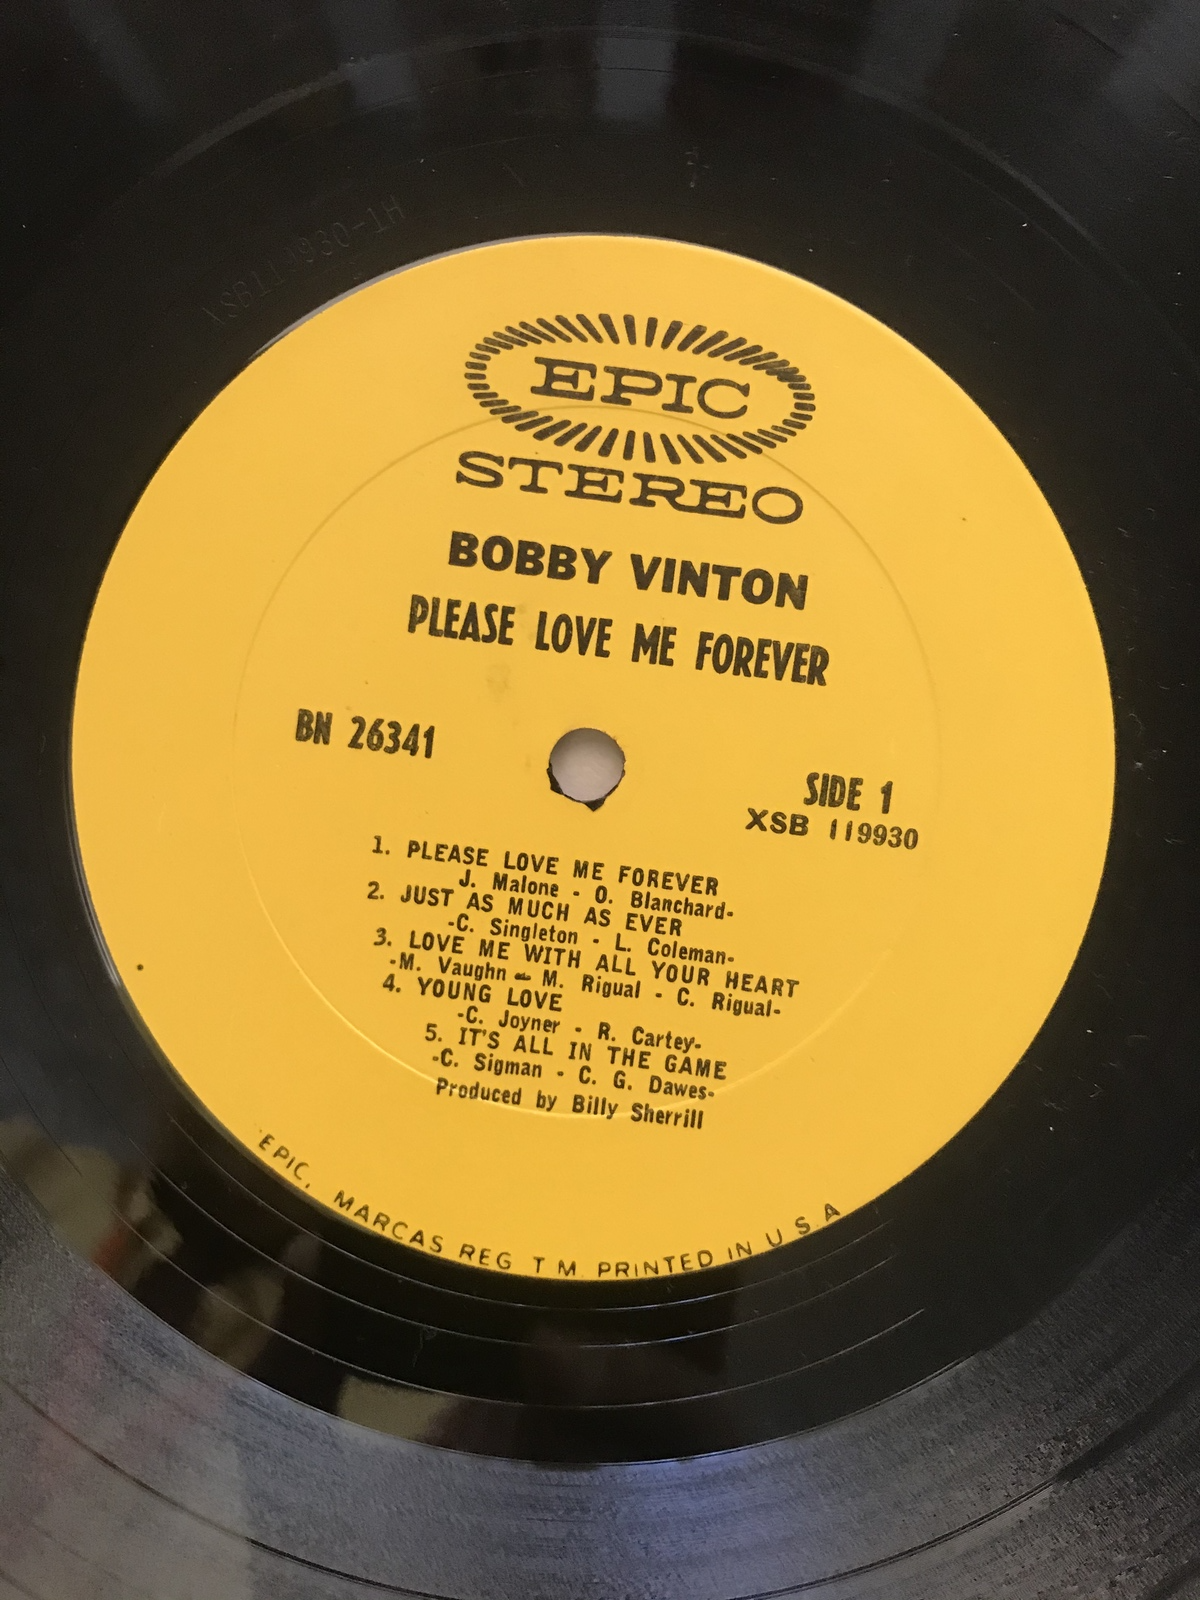 XSB119930-1H
EPIC
STEREO
BOBBY VINTON
PLEASE LOVE ME FOREVER
BN 26341
SIDE 1
XSB 119930
1. PLEASE LOVE ME FOREVER
J. Malone - O. Blanchard-
2. JUST AS MUCH AS EVER
-C. Singleton - L. Coleman-
3. LOVE ME WITH ALL YOUR HEART
-M. Vaughn - M. Rigual - C. Rigual-
4. YOUNG LOVE
-C. Joyner - R. Cartey-
5. IT'S ALL IN THE GAME
-C. Sigman - C. G. Dawes-
Produced by Billy Sherrill
EPIC, MARCAS REG T M. PRINTED IN U S A